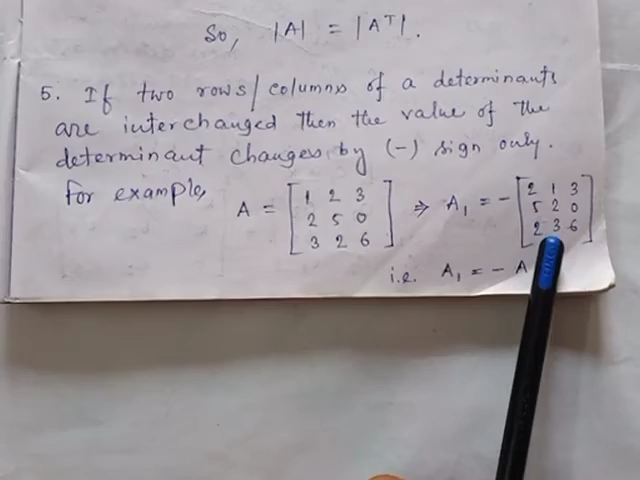 So, |A| = |Aᵀ|.
5. If two rows/columns of a determinants
are interchanged then the value of the
determinant changes by (-) sign only.
For example, A = [1 2 3 ⇒ A₁ = - [2 1 3
2 5 0 5 2 0
3 2 6] 2 3 6]
i.e. A₁ = - A